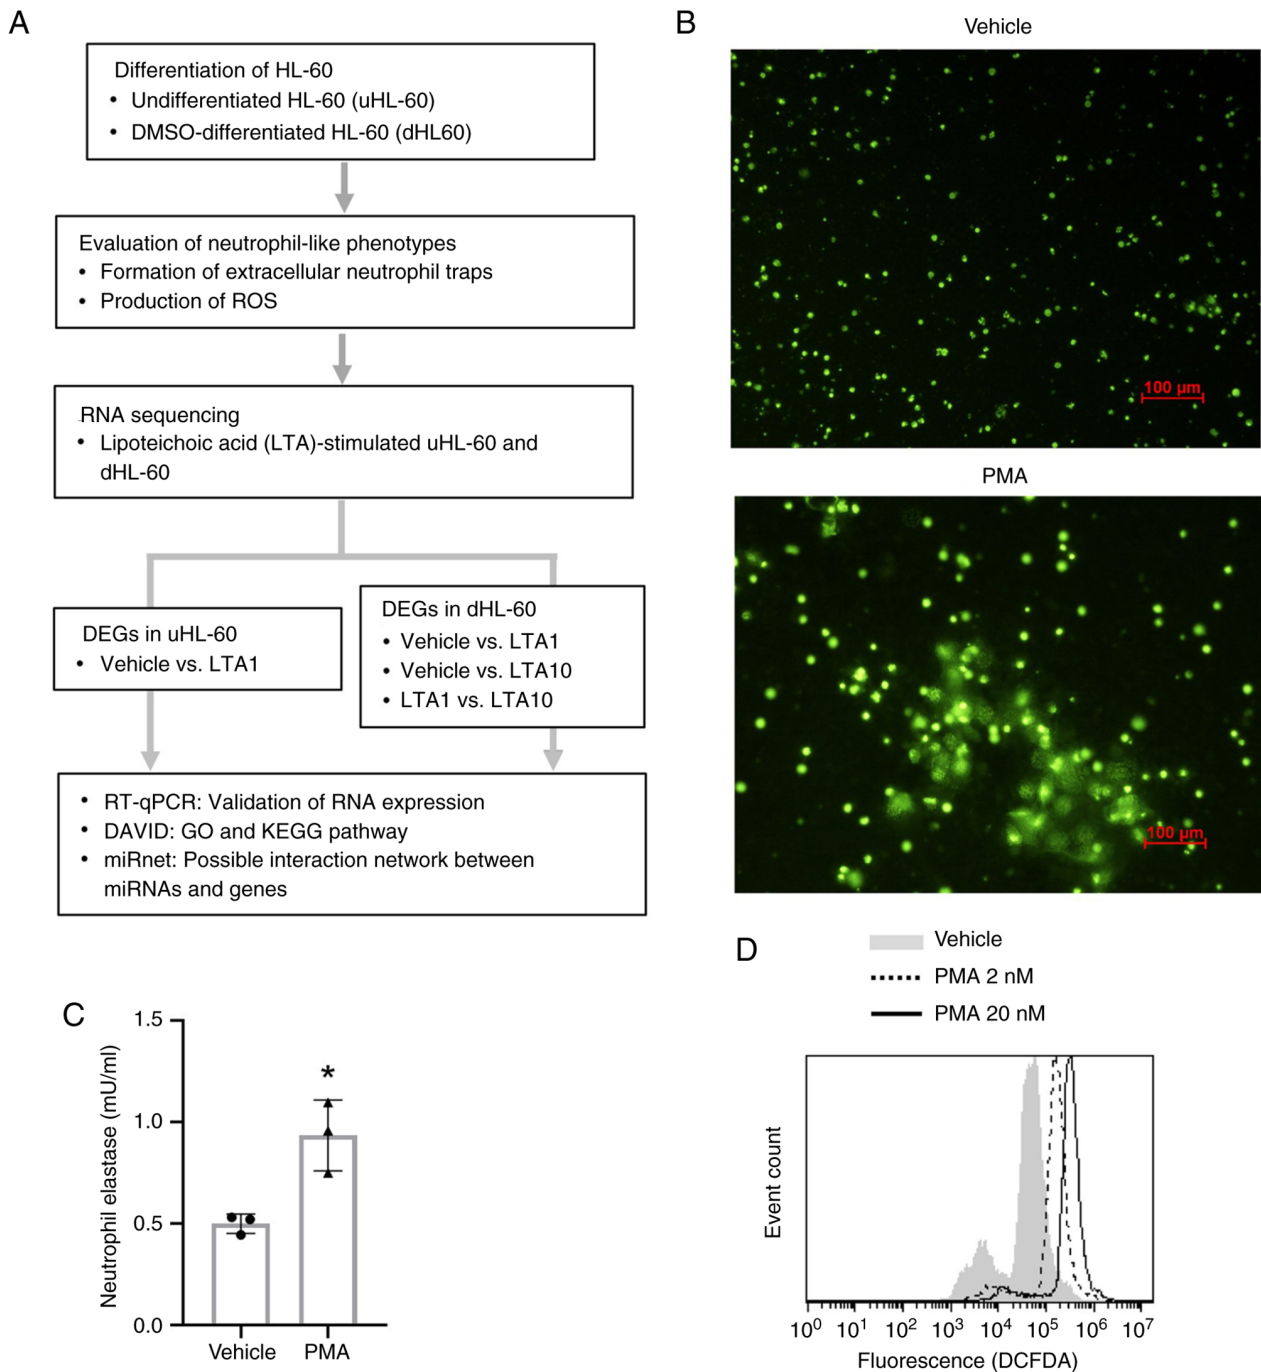 A
Differentiation of HL-60
• Undifferentiated HL-60 (uHL-60)
• DMSO-differentiated HL-60 (dHL60)
Evaluation of neutrophil-like phenotypes
• Formation of extracellular neutrophil traps
• Production of ROS
RNA sequencing
• Lipoteichoic acid (LTA)-stimulated uHL-60 and
dHL-60
DEGs in uHL-60
• Vehicle vs. LTA1
DEGs in dHL-60
• Vehicle vs. LTA1
• Vehicle vs. LTA10
• LTA1 vs. LTA10
• RT-qPCR: Validation of RNA expression
• DAVID: GO and KEGG pathway
• miRnet: Possible interaction network between
miRNAs and genes
B
Vehicle
100 µm
PMA
100 µm
C
Neutrophil elastase (mU/ml)
1.5
1.0
0.5
0.0
*
Vehicle PMA
D
Vehicle
PMA 2 nM
PMA 20 nM
Event count
10⁰ 10¹ 10² 10³ 10⁴ 10⁵ 10⁶ 10⁷
Fluorescence (DCFDA)